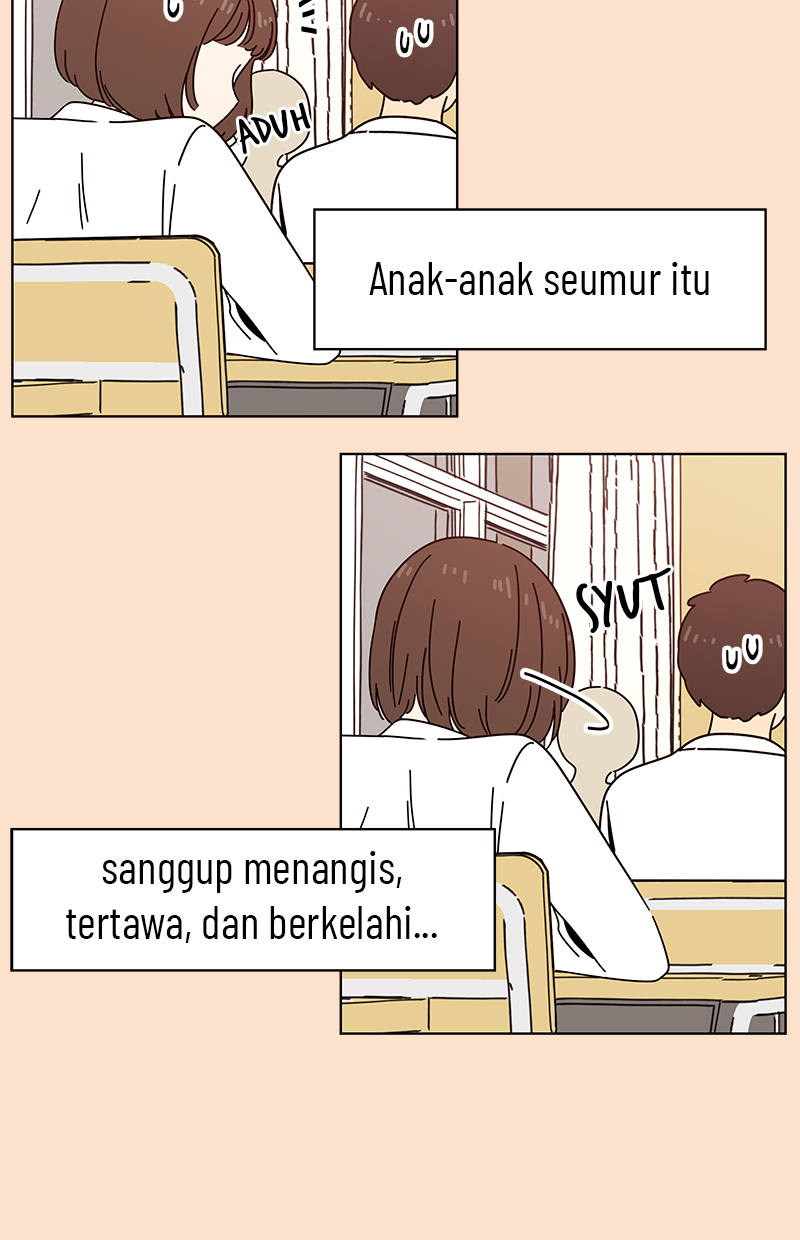 ADUH
Anak-anak seumur itu
SYUT
sanggup menangis,
tertawa, dan berkelahi...